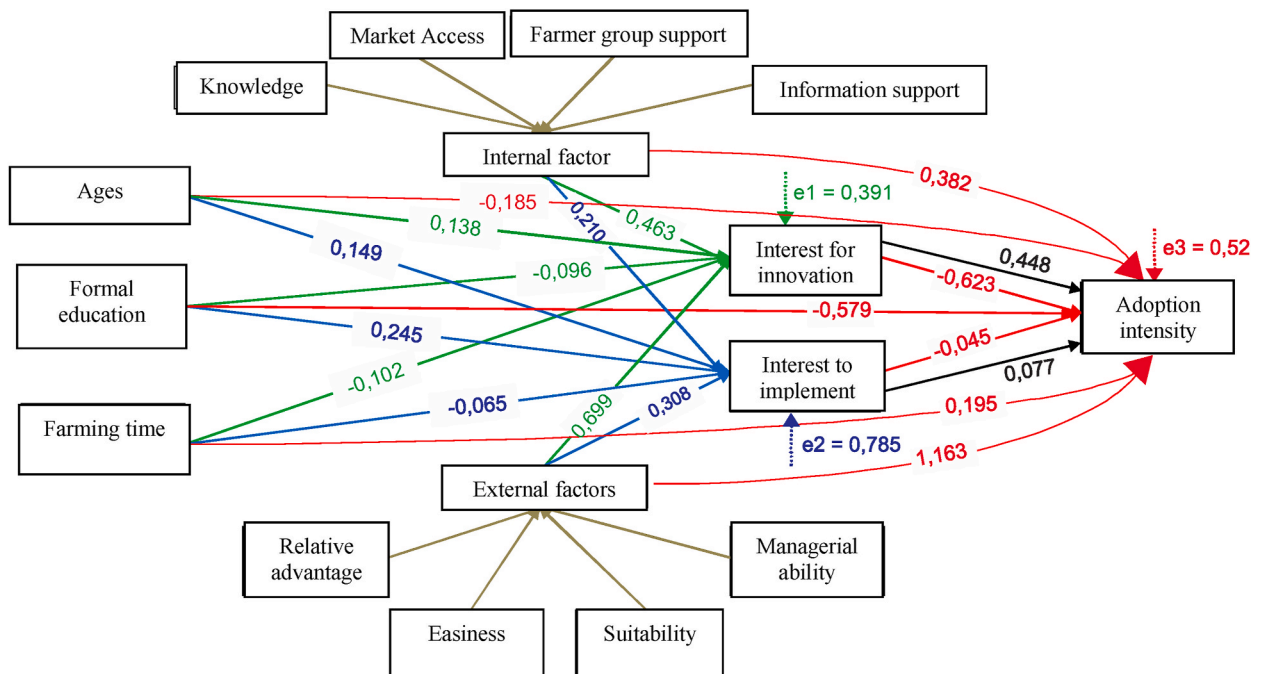 Market Access
Farmer group support
Knowledge
Information support
Internal factor
Ages
0,382
-0,185
e1 = 0,391
0,210
0,463
0,138
Interest for
innovation
e3 = 0,52
0,149
0,448
-0,096
-0,623
Formal
education
Adoption
intensity
-0,579
0,245
-0,045
Interest to
implement
-0,102
0,077
-0,065
0,308
0,699
0,195
Farming time
e2 = 0,785
1,163
External factors
Relative
advantage
Managerial
ability
Easiness
Suitability